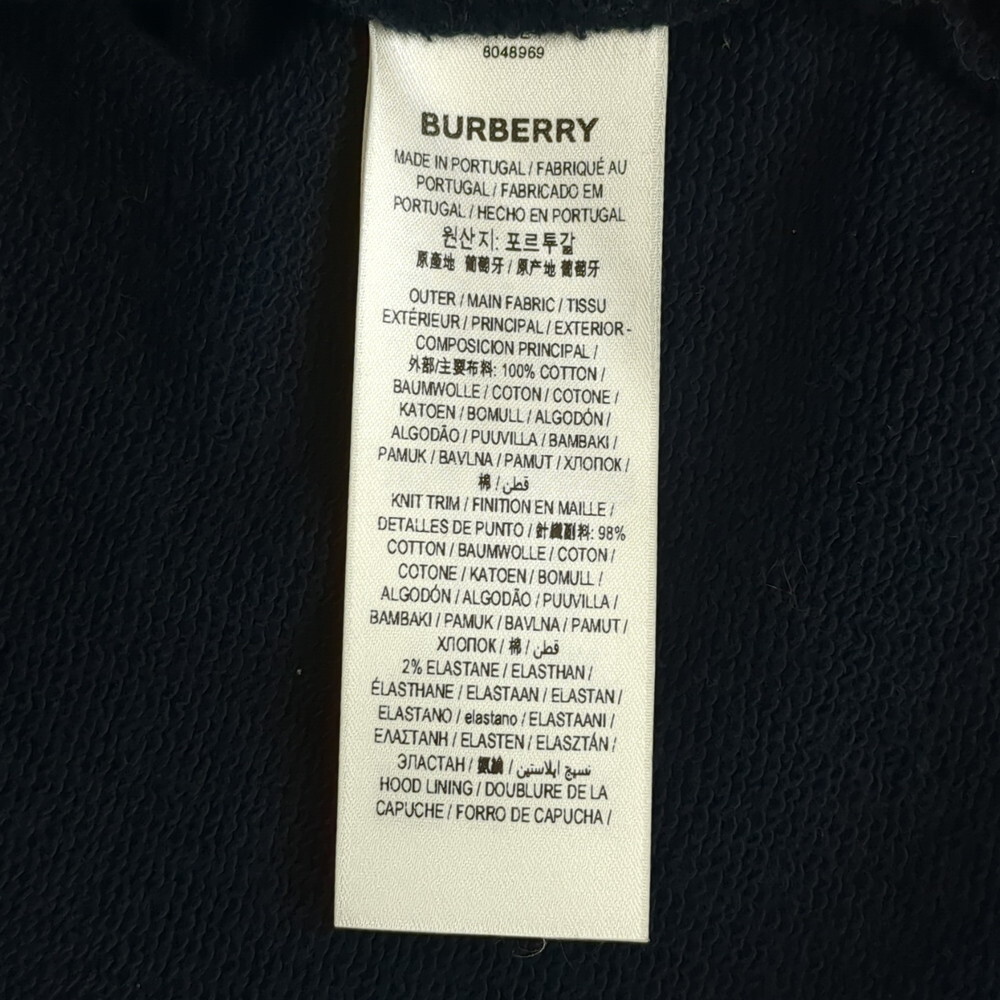 8048969
BURBERRY
MADE IN PORTUGAL / FABRIQUÉ AU
PORTUGAL / FABRICADO EM
PORTUGAL / HECHO EN PORTUGAL
원산지: 포르투갈
原產地 葡萄牙 / 原产地 葡萄牙
OUTER / MAIN FABRIC / TISSU
EXTÉRIEUR / PRINCIPAL / EXTERIOR -
COMPOSICION PRINCIPAL /
外部/主要布料: 100% COTTON /
BAUMWOLLE / COTON / COTONE /
KATOEN / BOMULL / ALGODÓN /
ALGODÃO / PUUVILLA / BAMBAKI /
PAMUK / BAVLNA / PAMUT / ХЛОПОК /
棉 / قطن
KNIT TRIM / FINITION EN MAILLE /
DETALLES DE PUNTO / 針織副料: 98%
COTTON / BAUMWOLLE / COTON /
COTONE / KATOEN / BOMULL /
ALGODÓN / ALGODÃO / PUUVILLA /
BAMBAKI / PAMUK / BAVLNA / PAMUT /
ХЛОПОК / 棉 / قطن
2% ELASTANE / ELASTHAN /
ÉLASTHANE / ELASTAAN / ELASTAN /
ELASTANO / elastano / ELASTAANI /
ΕΛΑΣΤΑΝΗ / ELASTEN / ELASZTÁN /
ЭЛАСТАН / نسيج ايلاستين /
HOOD LINING / DOUBLURE DE LA
CAPUCHE / FORRO DE CAPUCHA /